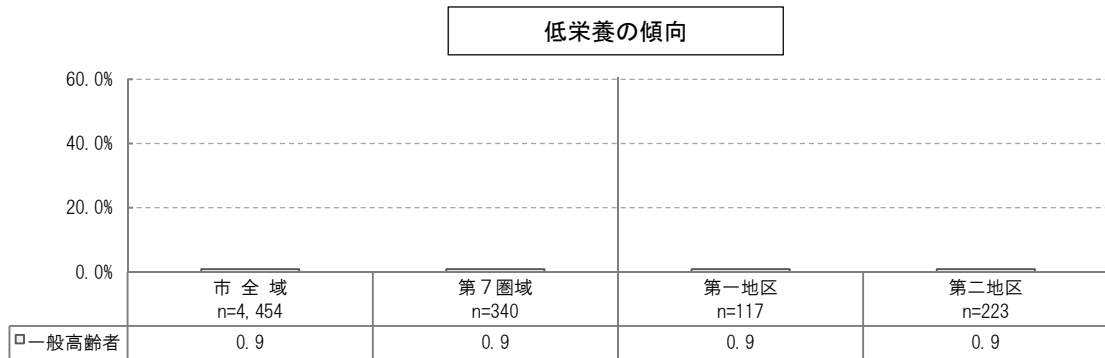 低栄養の傾向
60.0%
40.0%
20.0%
0.0%
市 全 域
n=4,454
第７圏域
n=340
第一地区
n=117
第二地区
n=223
一般高齢者 0.9 0.9 0.9 0.9